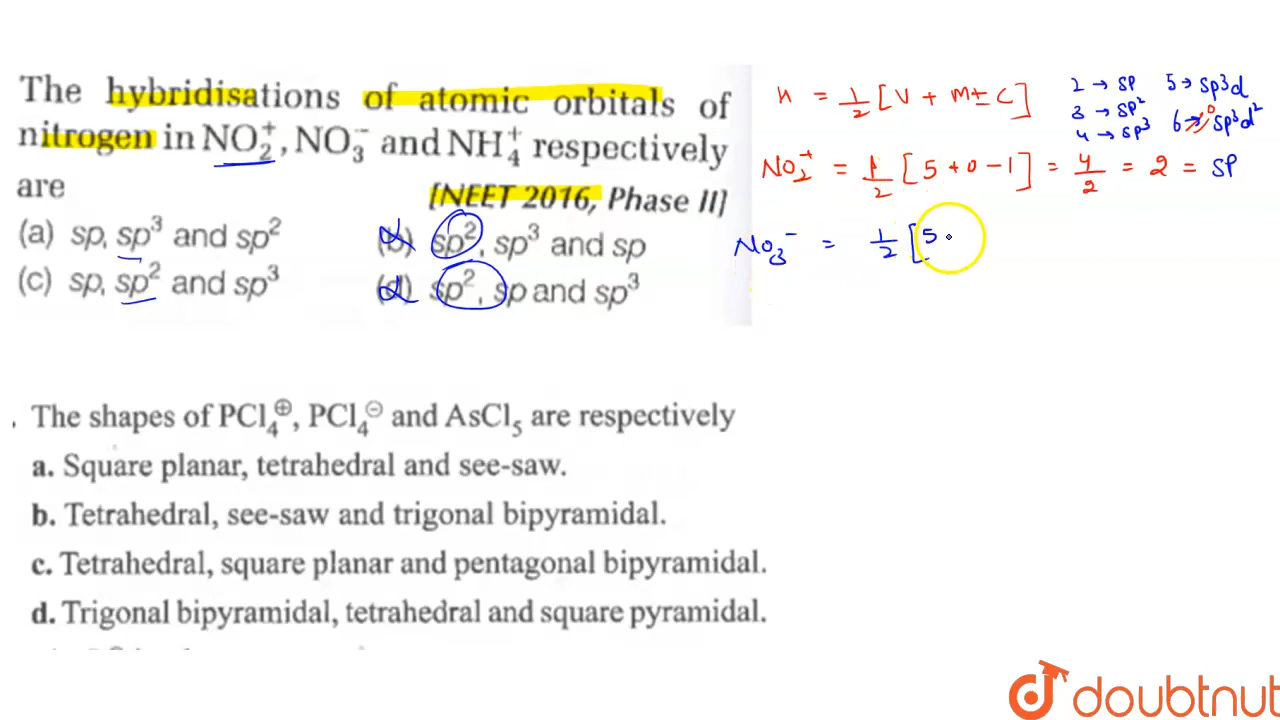 The hybridisations of atomic orbitals of
nitrogen in NO₂⁺, NO₃⁻ and NH₄⁺ respectively
are
[NEET 2016, Phase II]
(a) sp, sp³ and sp²
(b) sp², sp³ and sp
(c) sp, sp² and sp³
(d) sp², sp and sp³
H = 1/2 [V + M ± C]
2 → SP 5 → SP³d
3 → SP²
6 → SP³d²
4 → SP³
NO₂⁺ = 1/2 [5 + 0 - 1] = 4/2 = 2 = SP
NO₃⁻ = 1/2 [5
. The shapes of PCl₄⊕, PCl₄⊖ and AsCl₅ are respectively
a. Square planar, tetrahedral and see-saw.
b. Tetrahedral, see-saw and trigonal bipyramidal.
c. Tetrahedral, square planar and pentagonal bipyramidal.
d. Trigonal bipyramidal, tetrahedral and square pyramidal.
doubtnut